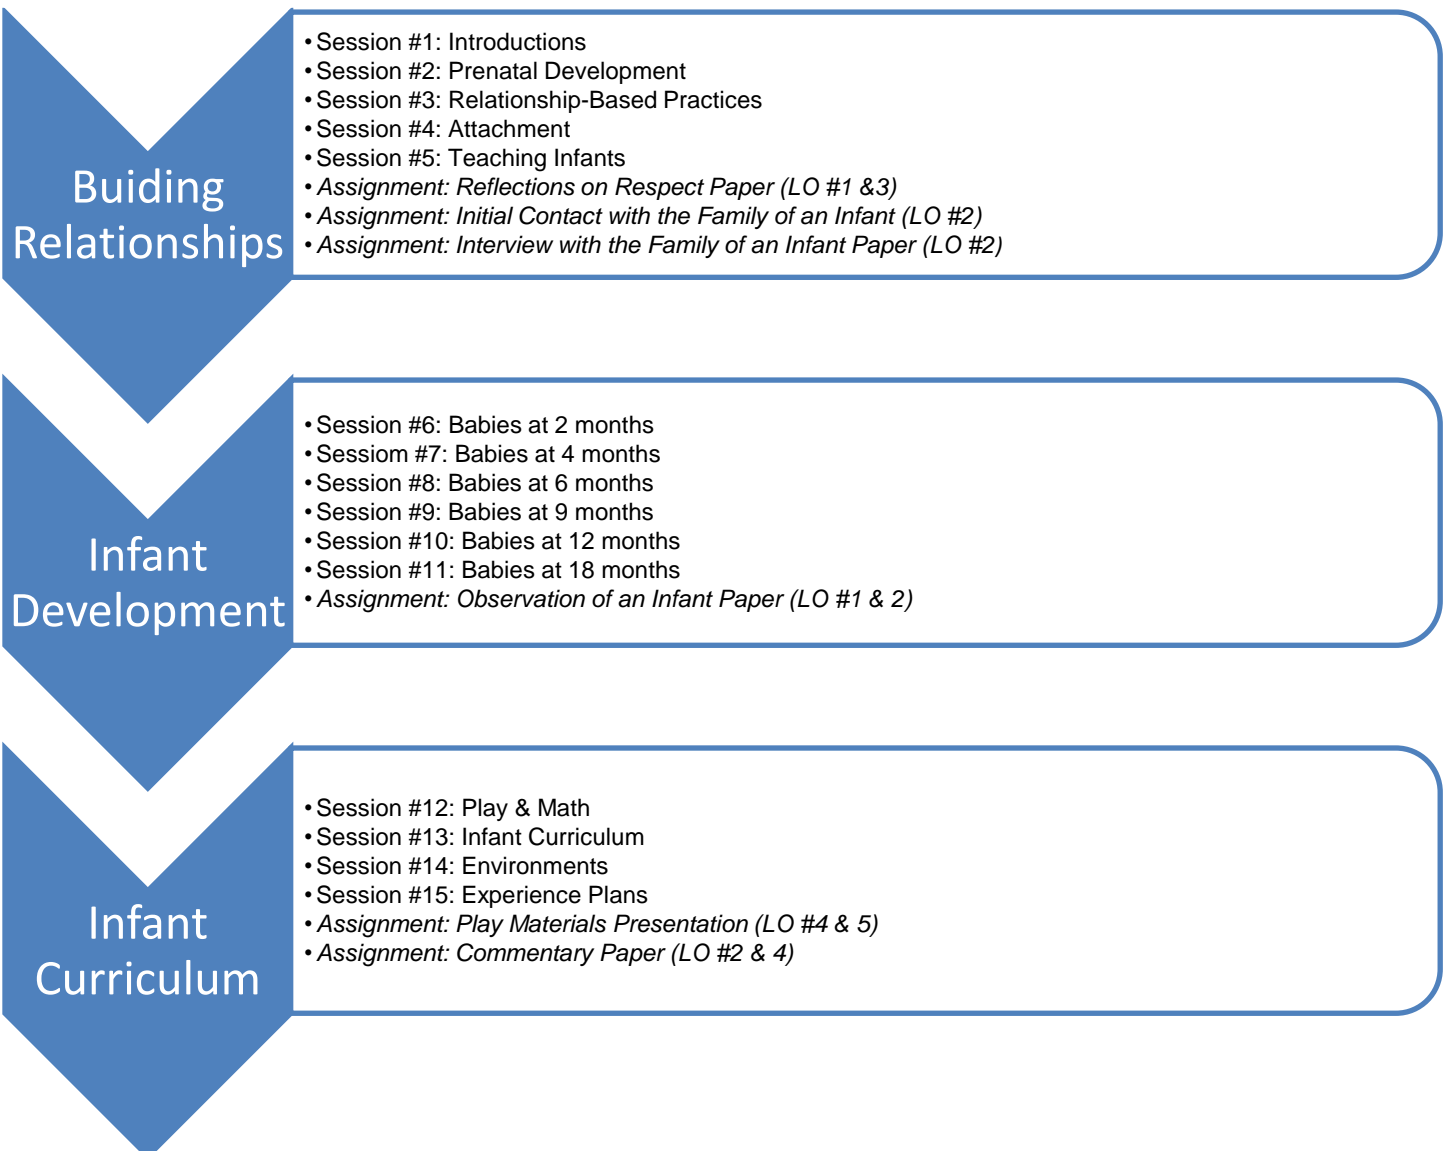 Buiding
Relationships
•Session #1: Introductions
•Session #2: Prenatal Development
•Session #3: Relationship-Based Practices
•Session #4: Attachment
•Session #5: Teaching Infants
•Assignment: Reflections on Respect Paper (LO #1 &3)
•Assignment: Initial Contact with the Family of an Infant (LO #2)
•Assignment: Interview with the Family of an Infant Paper (LO #2)
Infant
Development
•Session #6: Babies at 2 months
•Sessiom #7: Babies at 4 months
•Session #8: Babies at 6 months
•Session #9: Babies at 9 months
•Session #10: Babies at 12 months
•Session #11: Babies at 18 months
•Assignment: Observation of an Infant Paper (LO #1 & 2)
Infant
Curriculum
•Session #12: Play & Math
•Session #13: Infant Curriculum
•Session #14: Environments
•Session #15: Experience Plans
•Assignment: Play Materials Presentation (LO #4 & 5)
•Assignment: Commentary Paper (LO #2 & 4)